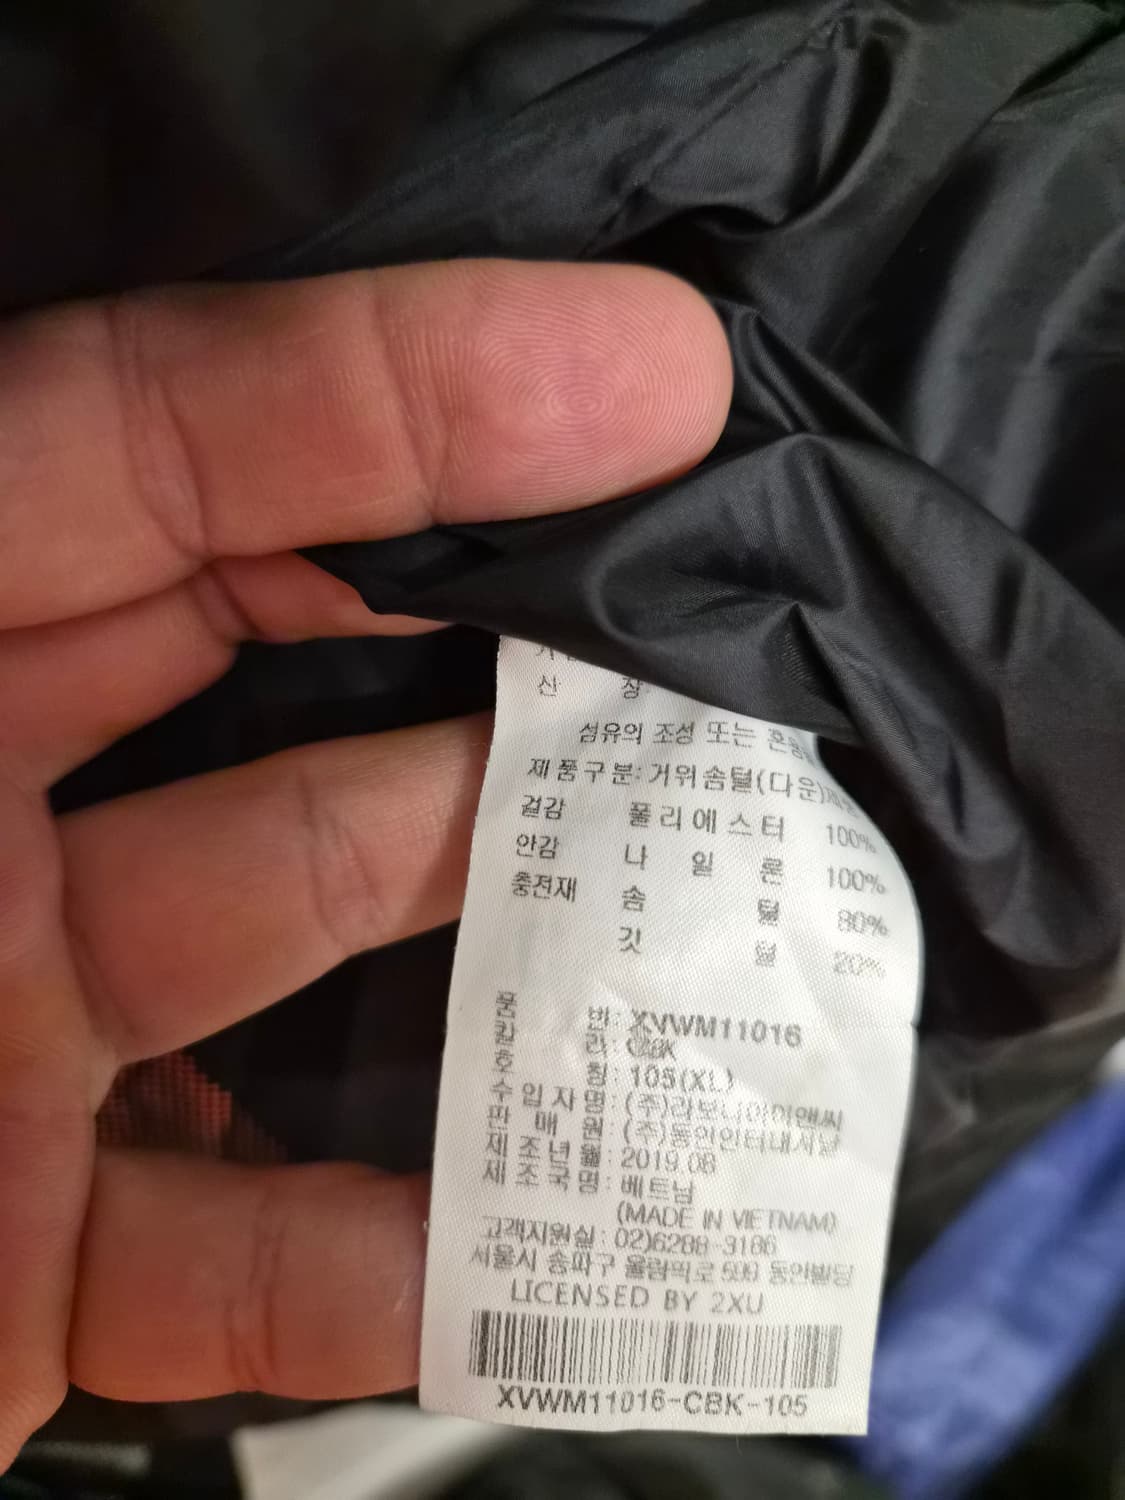 신 장
섬유의 조성 또는 혼용
제품구분: 거위솜털(다운)제품
겉감 폴리에스터 100%
안감 나 일 론 100%
충전재 솜 털 80%
깃 털 20%
품 번: XVWM11016
칼 라: CBK
호 칭: 105(XL)
수 입 자 명: (주)라보니아이앤씨
판 매 원: (주)동인인터내셔날
제 조 년 월: 2019.08
제 조 국 명: 베트남
(MADE IN VIETNAM)
고객지원실: 02)6288-3186
서울시 송파구 올림픽로 동인빌딩
LICENSED BY 2XU
XVWM11016-CBK-105